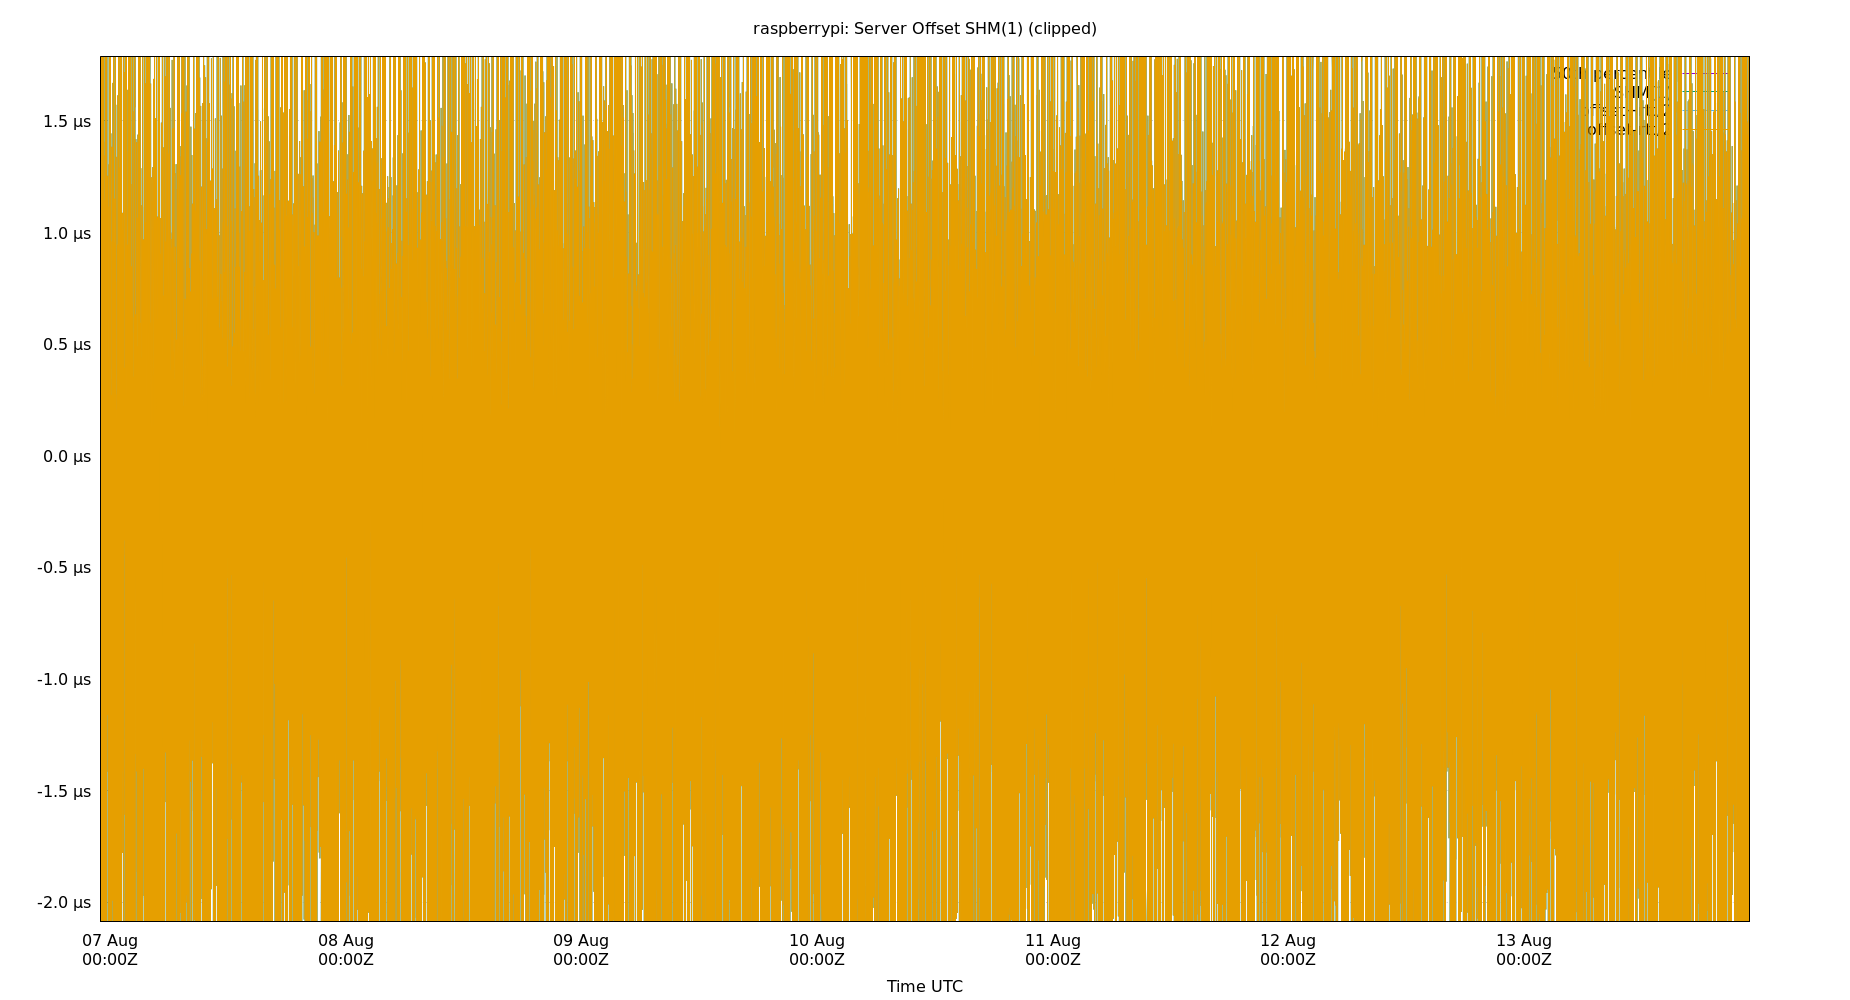 raspberrypi: Server Offset SHM(1) (clipped)
1.5 µs
1.0 µs
0.5 µs
0.0 µs
-0.5 µs
-1.0 µs
-1.5 µs
-2.0 µs
07 Aug 08 Aug 09 Aug 10 Aug 11 Aug 12 Aug 13 Aug
00:00Z 00:00Z 00:00Z 00:00Z 00:00Z 00:00Z 00:00Z
Time UTC